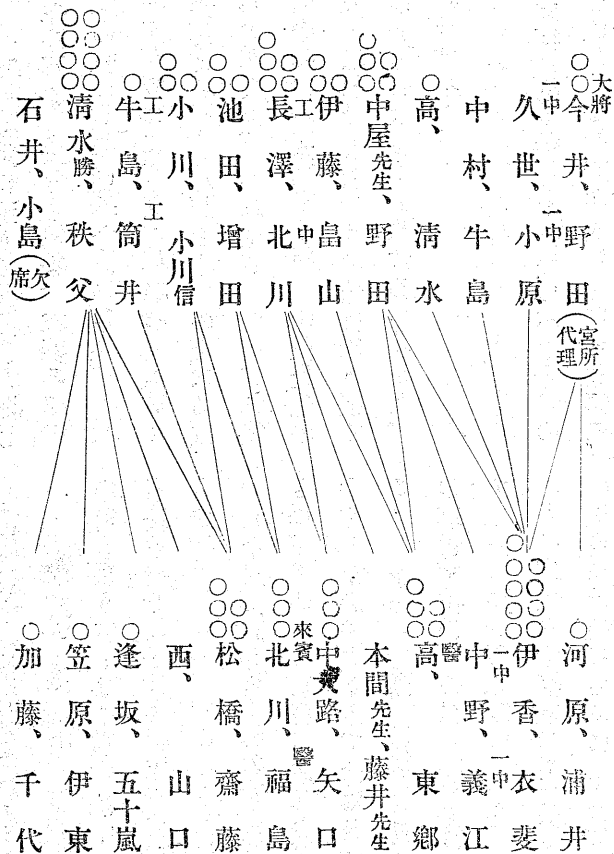 大將
○○今井、野田(宮所代理)
一中久世、一中小原
中村、牛島
○高、清水
○○○○○中屋先生、野田
○○○伊藤、畠山
○○○○○工長澤、中北川
○○池田、增田
○○○小川、小川信
○工牛島、工筒井
○○○○○○○○清水勝、秩父
石井、小島(欠席)
○河原、浦井
○○○○○○○○○伊香、衣斐
一中中野、一中義江
○○○○○醫高、東鄕
本間先生、藤井先生
○○○中大路、矢口
○○○來賓北川、醫福島
○○○○○松橋、齋藤
西、山口
○逢坂、五十嵐
○笠原、伊東
○加藤、千代